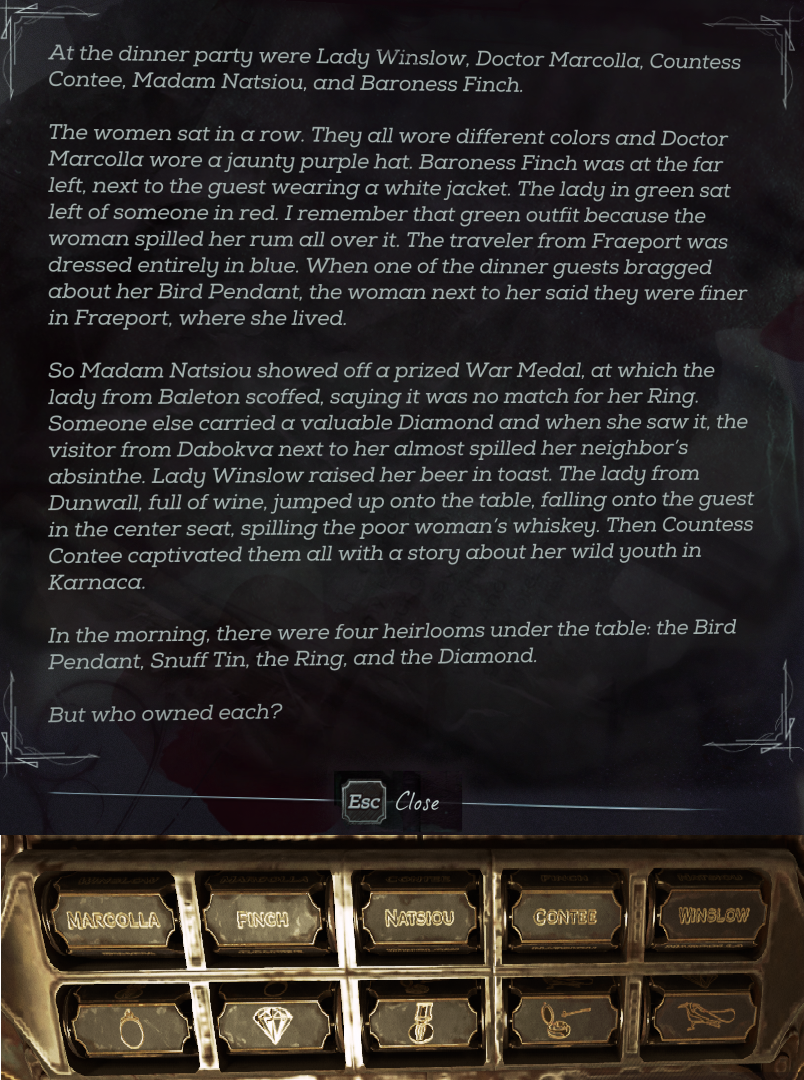 At the dinner party were Lady Winslow, Doctor Marcolla, Countess
Contee, Madam Natsiou, and Baroness Finch.
The women sat in a row. They all wore different colors and Doctor
Marcolla wore a jaunty purple hat. Baroness Finch was at the far
left, next to the guest wearing a white jacket. The lady in green sat
left of someone in red. I remember that green outfit because the
woman spilled her rum all over it. The traveler from Fraeport was
dressed entirely in blue. When one of the dinner guests bragged
about her Bird Pendant, the woman next to her said they were finer
in Fraeport, where she lived.
So Madam Natsiou showed off a prized War Medal, at which the
lady from Baleton scoffed, saying it was no match for her Ring.
Someone else carried a valuable Diamond and when she saw it, the
visitor from Dabokva next to her almost spilled her neighbor's
absinthe. Lady Winslow raised her beer in toast. The lady from
Dunwall, full of wine, jumped up onto the table, falling onto the guest
in the center seat, spilling the poor woman's whiskey. Then Countess
Contee captivated them all with a story about her wild youth in
Karnaca.
In the morning, there were four heirlooms under the table: the Bird
Pendant, Snuff Tin, the Ring, and the Diamond.
But who owned each?
Esc Close
MARCOLLA FINCH NATSIOU CONTEE WINSLOW